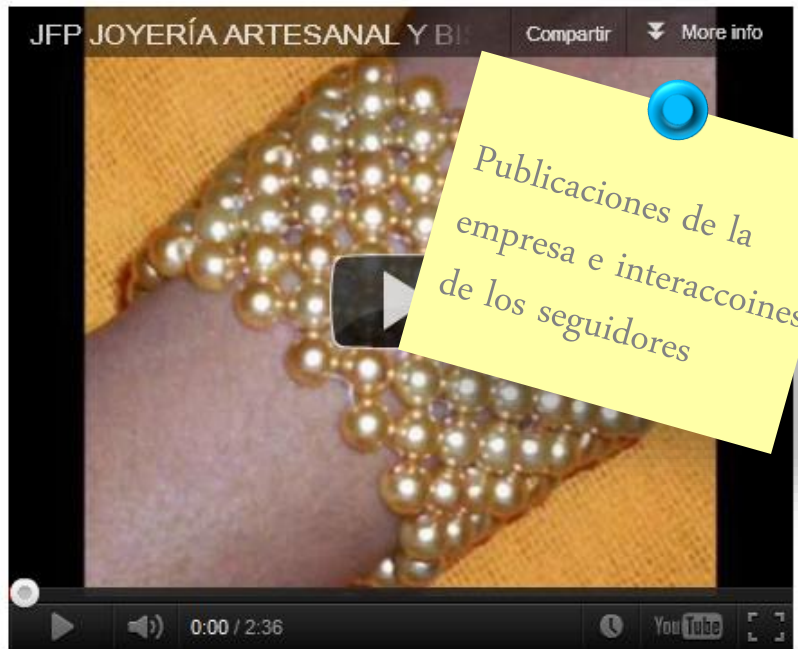 JFP JOYERÍA ARTESANAL Y BIS
Compartir
More info
Publicaciones de la
empresa e interaccoines
de los seguidores
0:00 / 2:36
YouTube